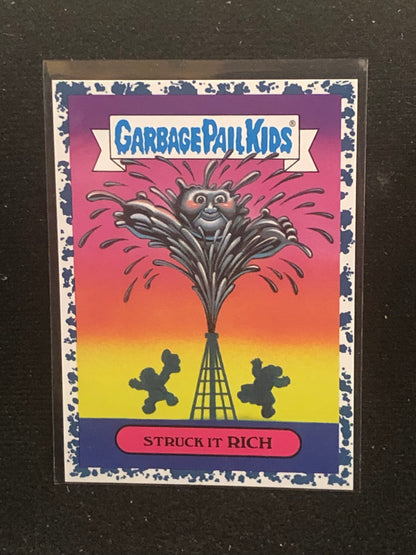 GARBAGE PAIL KIDS®
STRUCK IT RICH